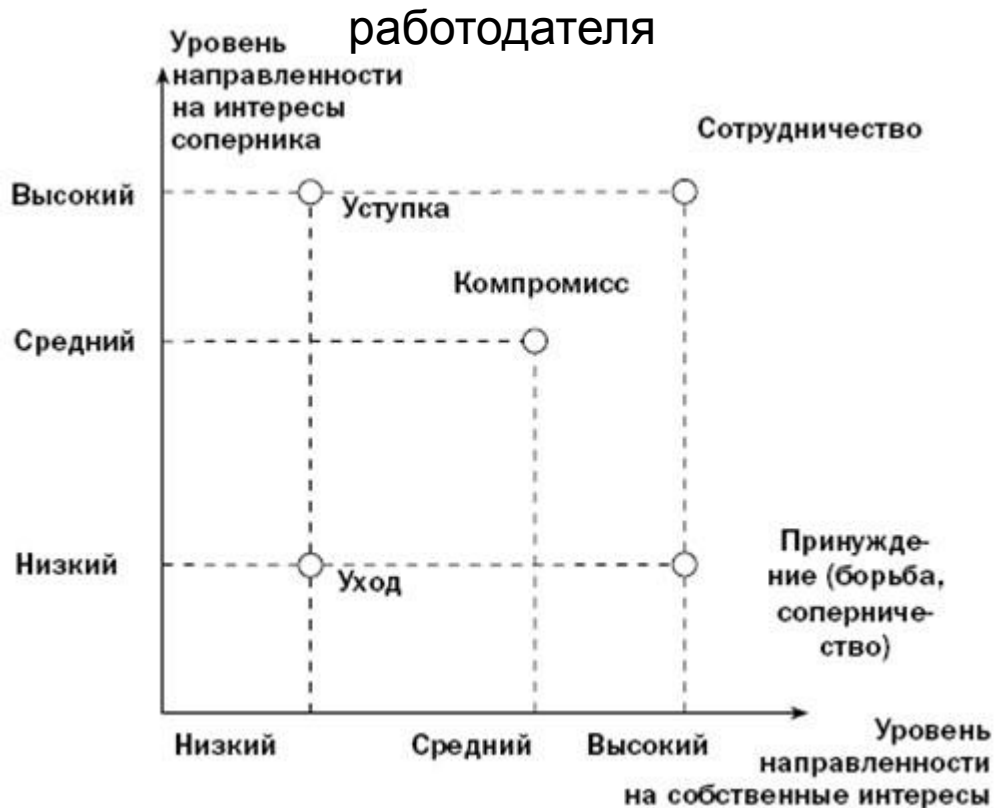 работодателя
Уровень
направленности
на интересы
соперника
Сотрудничество
Высокий
Уступка
Компромисс
Средний
Низкий
Уход
Принужде-
ние (борьба,
соперниче-
ство)
Низкий
Средний
Высокий
Уровень
направленности
на собственные интересы